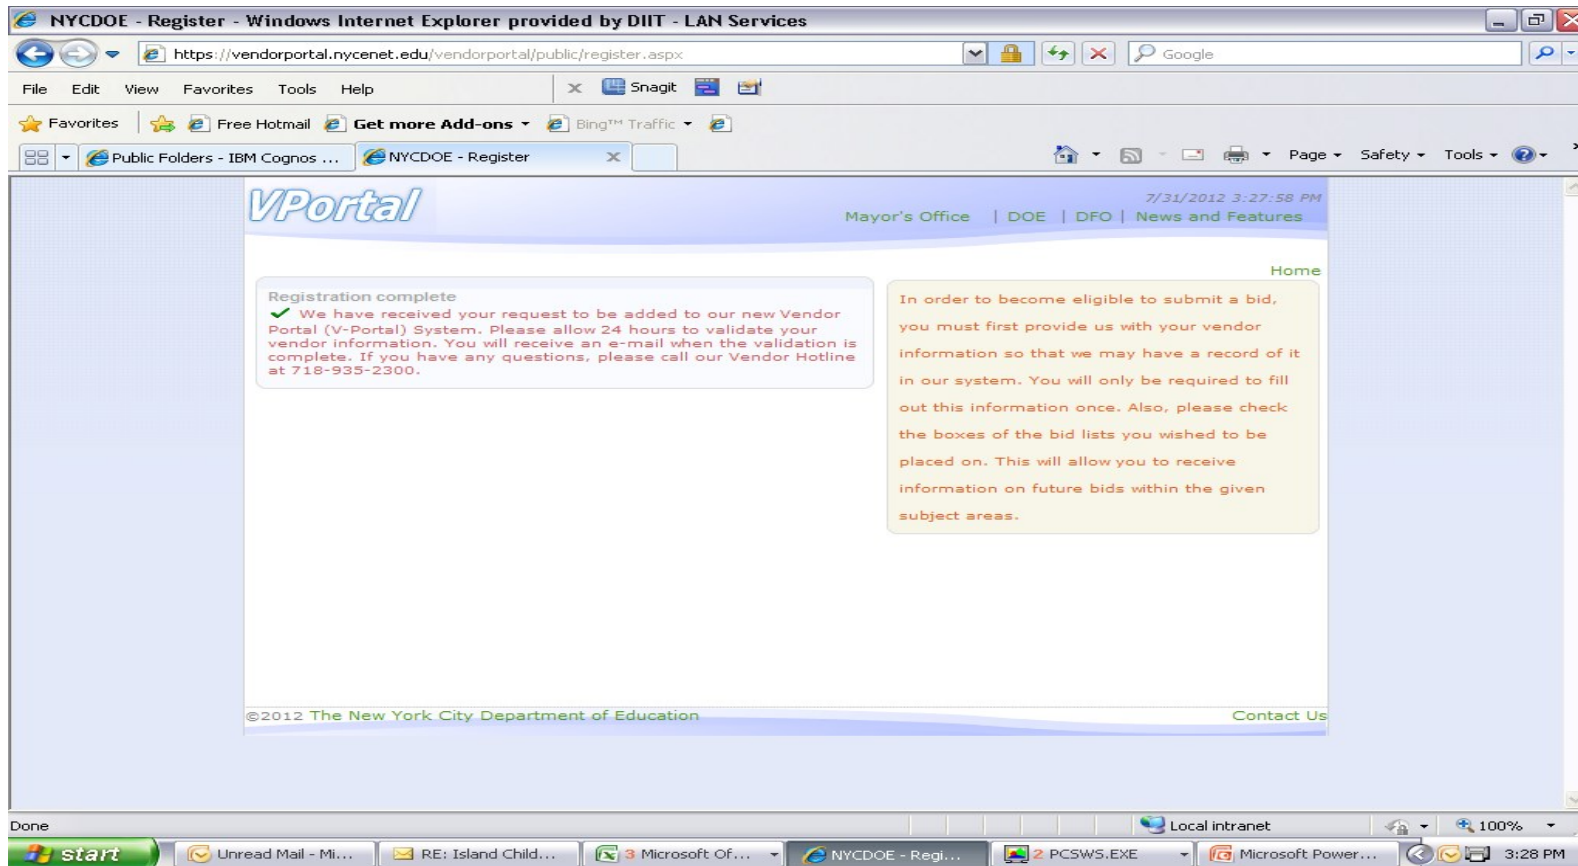 NYCDOE - Register - Windows Internet Explorer provided by DIIT - LAN Services
https://vendorportal.nycenet.edu/vendorportal/public/register.aspx
Google
File Edit View Favorites Tools Help
x Snagit
Favorites Free Hotmail Get more Add-ons Bing™ Traffic
Public Folders - IBM Cognos ... NYCDOE - Register Page Safety Tools
VPortal
7/31/2012 3:27:58 PM
Mayor's Office | DOE | DFO | News and Features
Home
Registration complete
We have received your request to be added to our new Vendor
Portal (V-Portal) System. Please allow 24 hours to validate your
vendor information. You will receive an e-mail when the validation is
complete. If you have any questions, please call our Vendor Hotline
at 718-935-2300.
In order to become eligible to submit a bid,
you must first provide us with your vendor
information so that we may have a record of it
in our system. You will only be required to fill
out this information once. Also, please check
the boxes of the bid lists you wished to be
placed on. This will allow you to receive
information on future bids within the given
subject areas.
©2012 The New York City Department of Education
Contact Us
Done Local intranet 100%
start Unread Mail - Mi... RE: Island Child... 3 Microsoft Of... NYCDOE - Regi... 2 PCSWS.EXE Microsoft Power... 3:28 PM